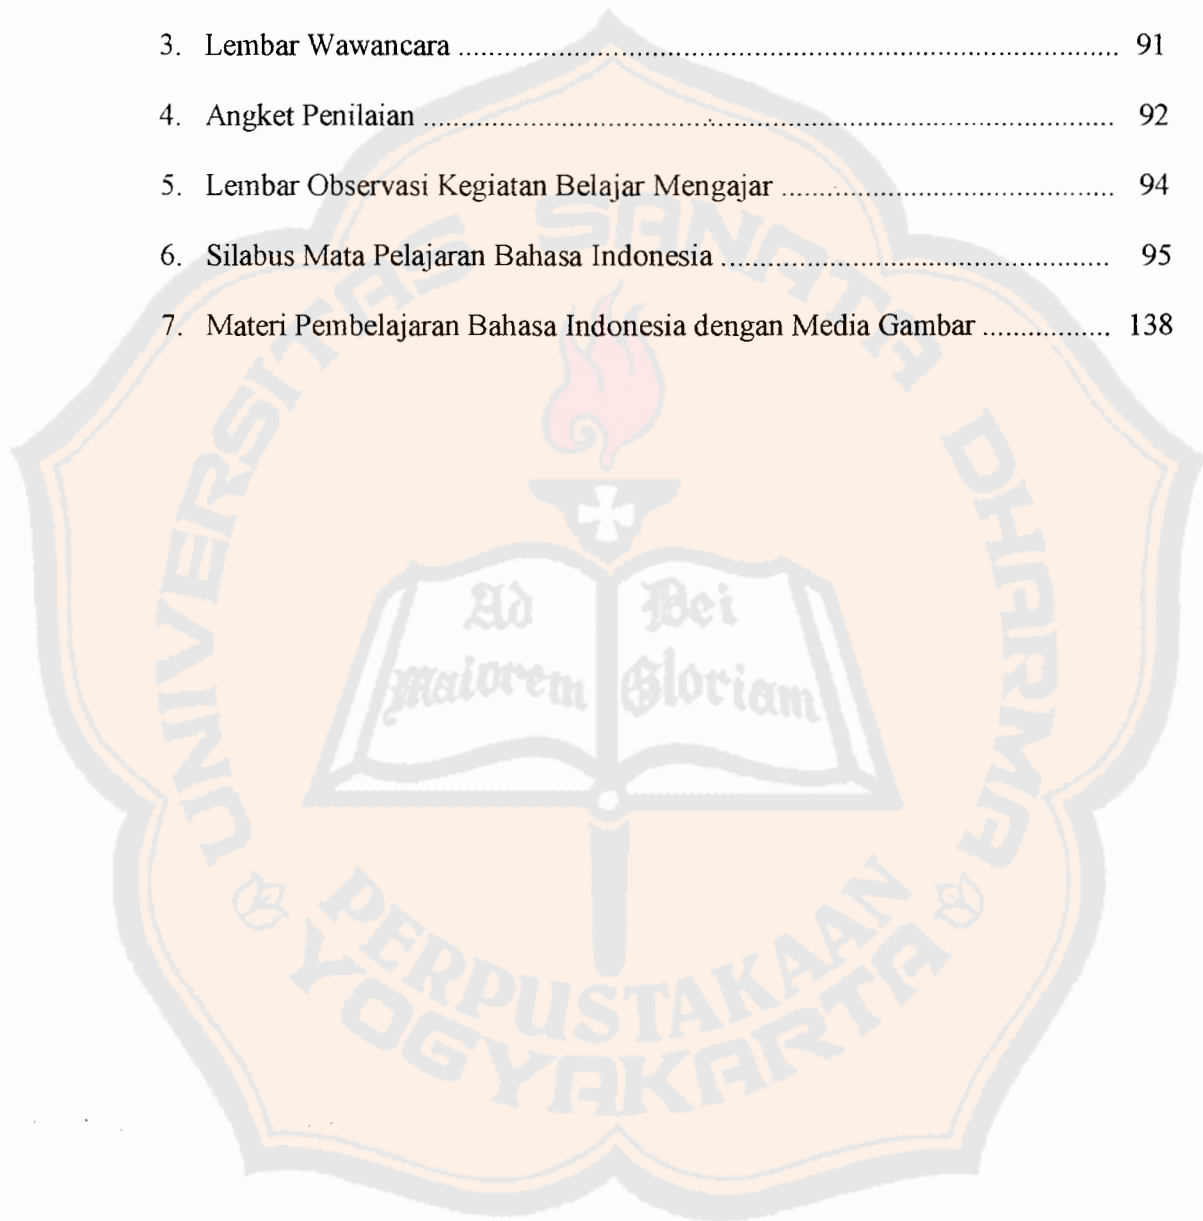 3. Lembar Wawancara ........................................................................................ 91
4. Angket Penilaian ............................................................................................ 92
5. Lembar Observasi Kegiatan Belajar Mengajar ............................................ 94
6. Silabus Mata Pelajaran Bahasa Indonesia .................................................... 95
7. Materi Pembelajaran Bahasa Indonesia dengan Media Gambar ................. 138
UNIVERSITAS SANATA DHARMA
Ad Dei
maiorem Gloriam
PERPUSTAKAAN
YOGYAKARTA